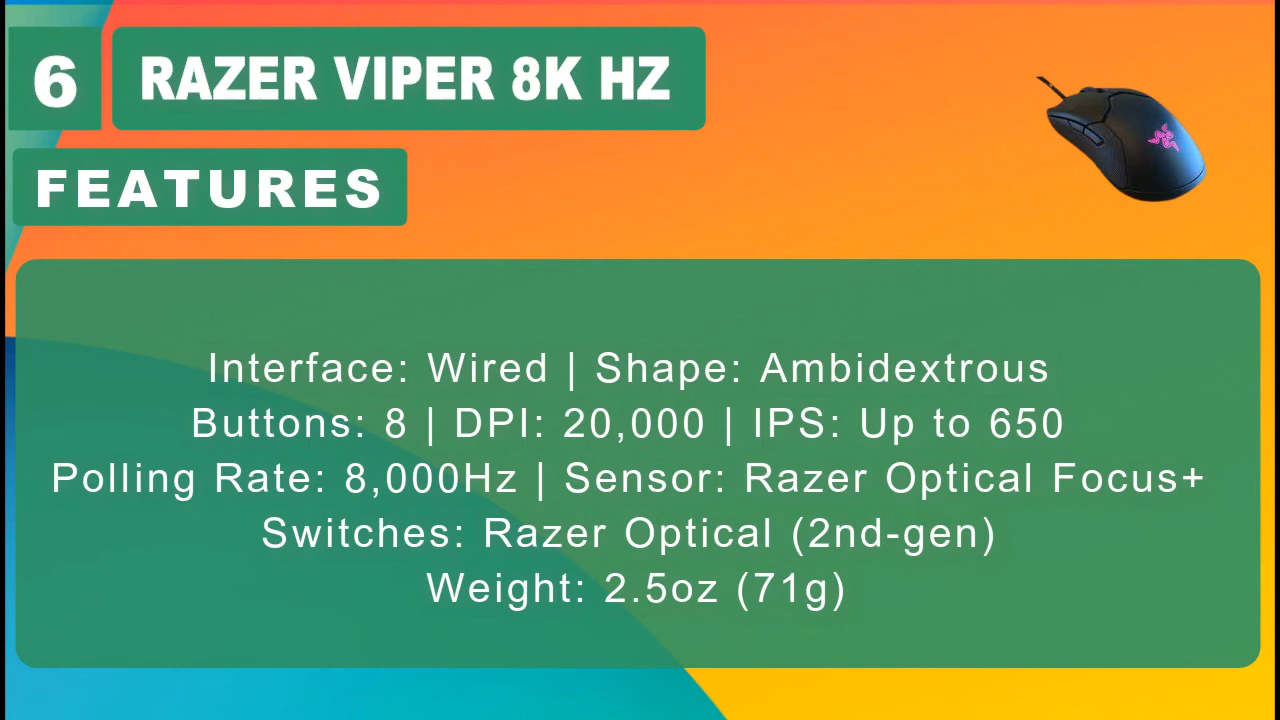 6
RAZER VIPER 8K HZ
FEATURES
Interface: Wired | Shape: Ambidextrous
Buttons: 8 | DPI: 20,000 | IPS: Up to 650
Polling Rate: 8,000Hz | Sensor: Razer Optical Focus+
Switches: Razer Optical (2nd-gen)
Weight: 2.5oz (71g)